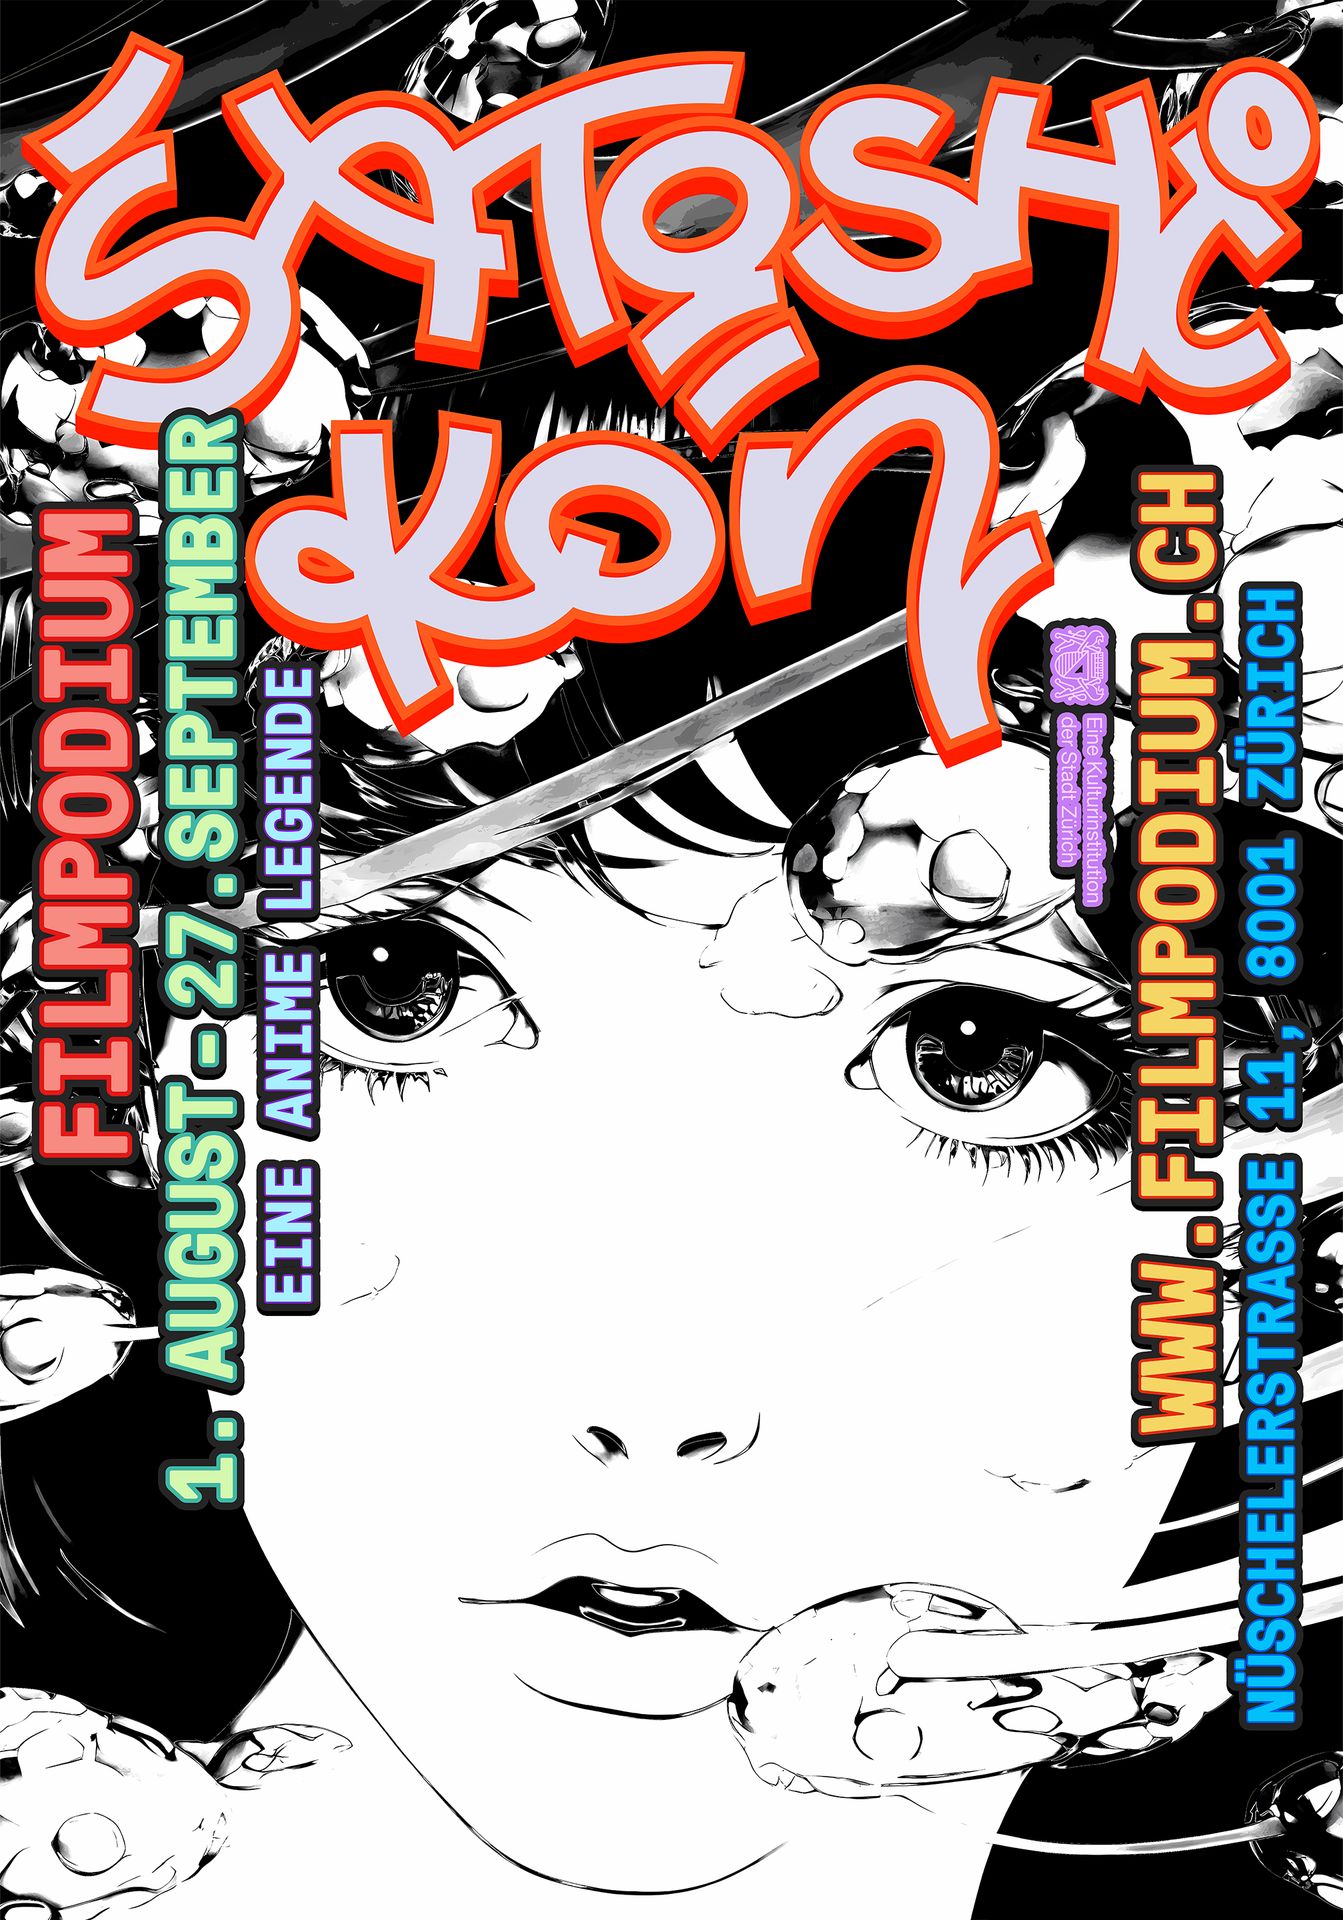 SATOSHI
KON
FILMPODIUM
1. AUGUST – 27. SEPTEMBER
EINE ANIME LEGENDE
Eine Kulturinstitution
der Stadt Zürich
WWW.FILMPODIUM.CH
NÜSCHELERSTRASSE 11, 8001 ZÜRICH